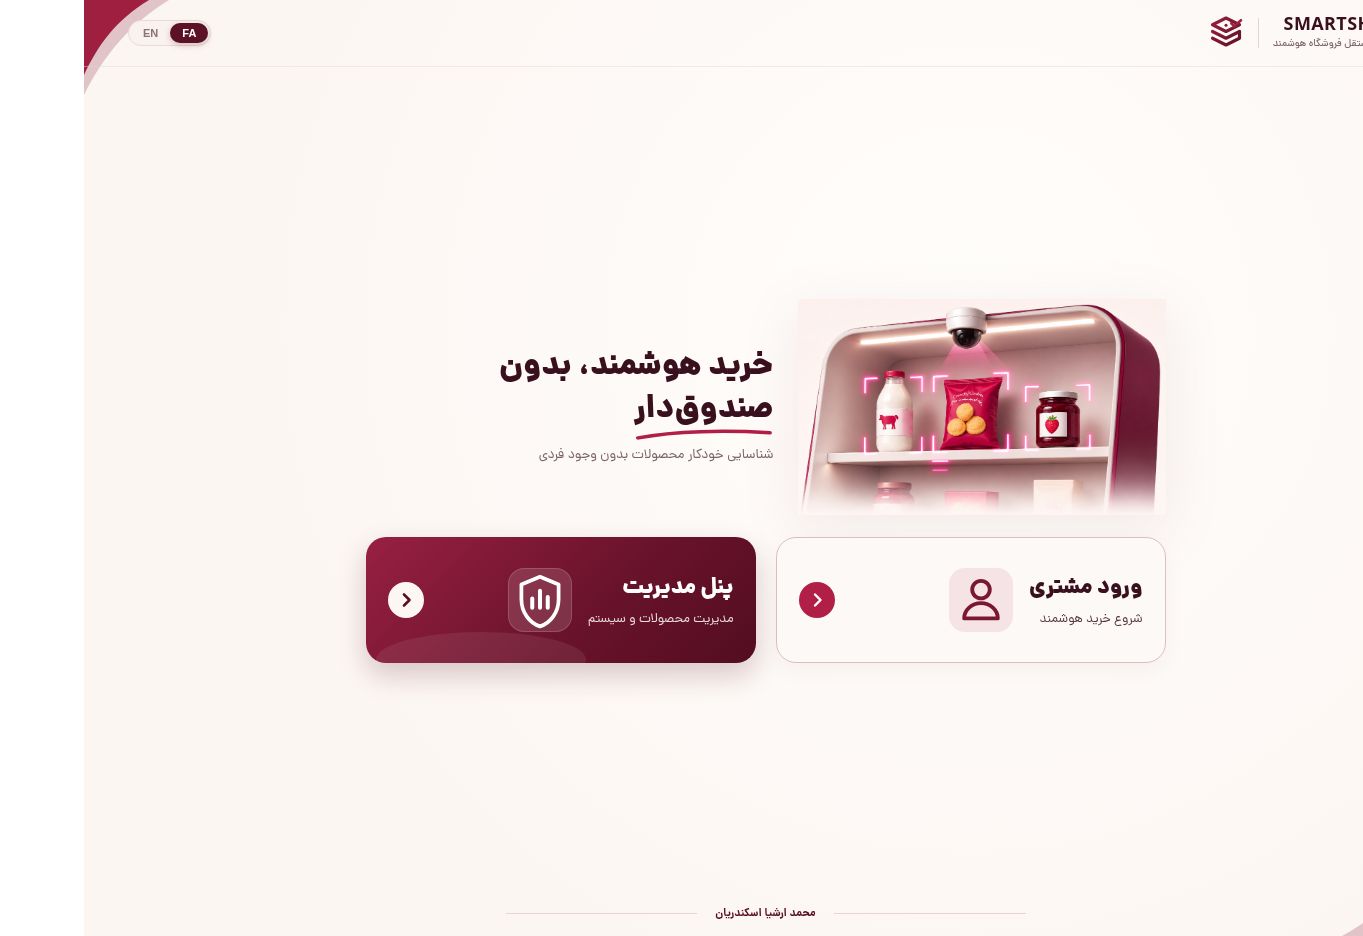 SMARTSH
ستقل فروشگاه هوشمند
FA
EN
خرید هوشمند، بدون
صندوق‌دار
شناسایی خودکار محصولات بدون وجود فردی
ورود مشتری
شروع خرید هوشمند
پنل مدیریت
مدیریت محصولات و سیستم
محمد ارشیا اسکندریان